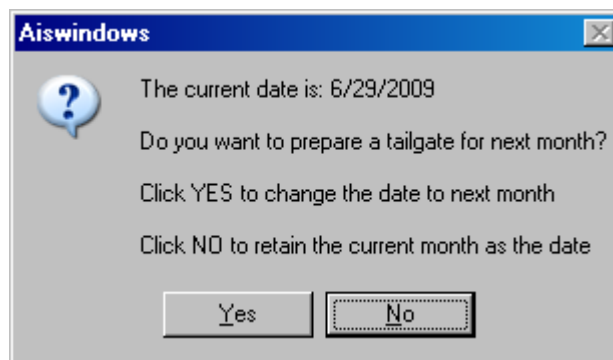 Aiswindows
The current date is: 6/29/2009
Do you want to prepare a tailgate for next month?
Click YES to change the date to next month
Click NO to retain the current month as the date
Yes No